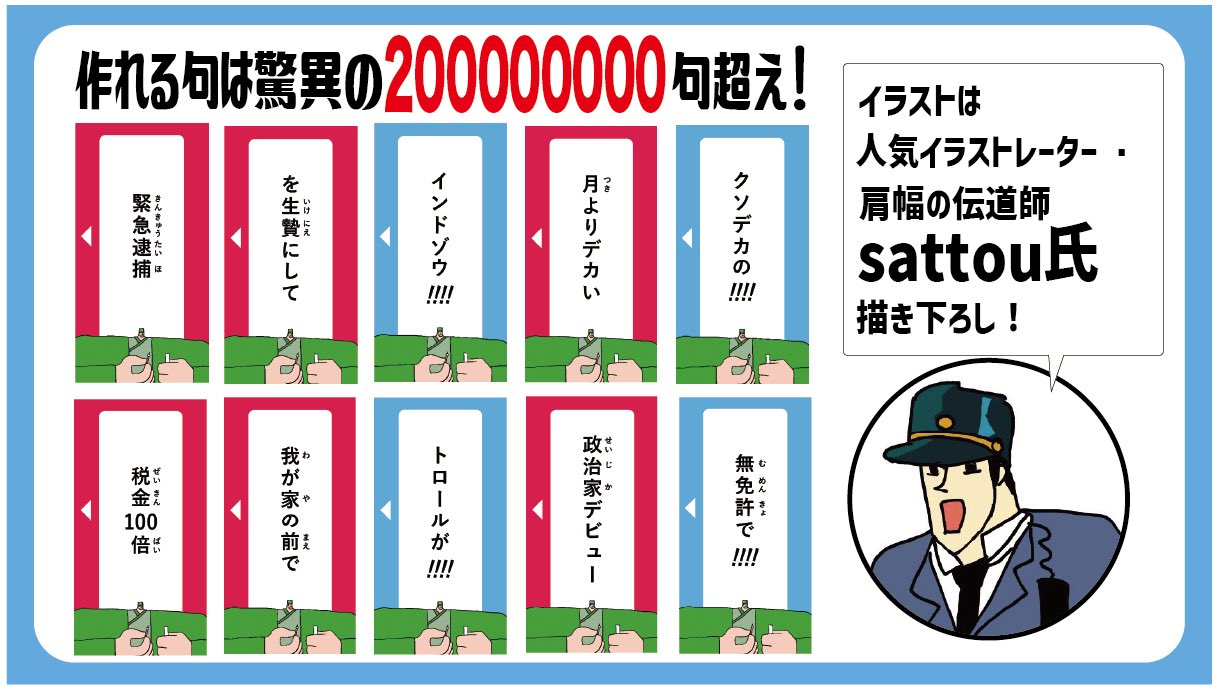 作れる句は驚異の200000000句超え!
クソデカの!!!!
月よりデカい
インドゾウ!!!!
を生贄にして
緊急逮捕
無免許で!!!!
政治家デビュー
トロールが!!!!
我が家の前で
税金100倍
イラストは
人気イラストレーター・
肩幅の伝道師
sattou氏
描き下ろし!